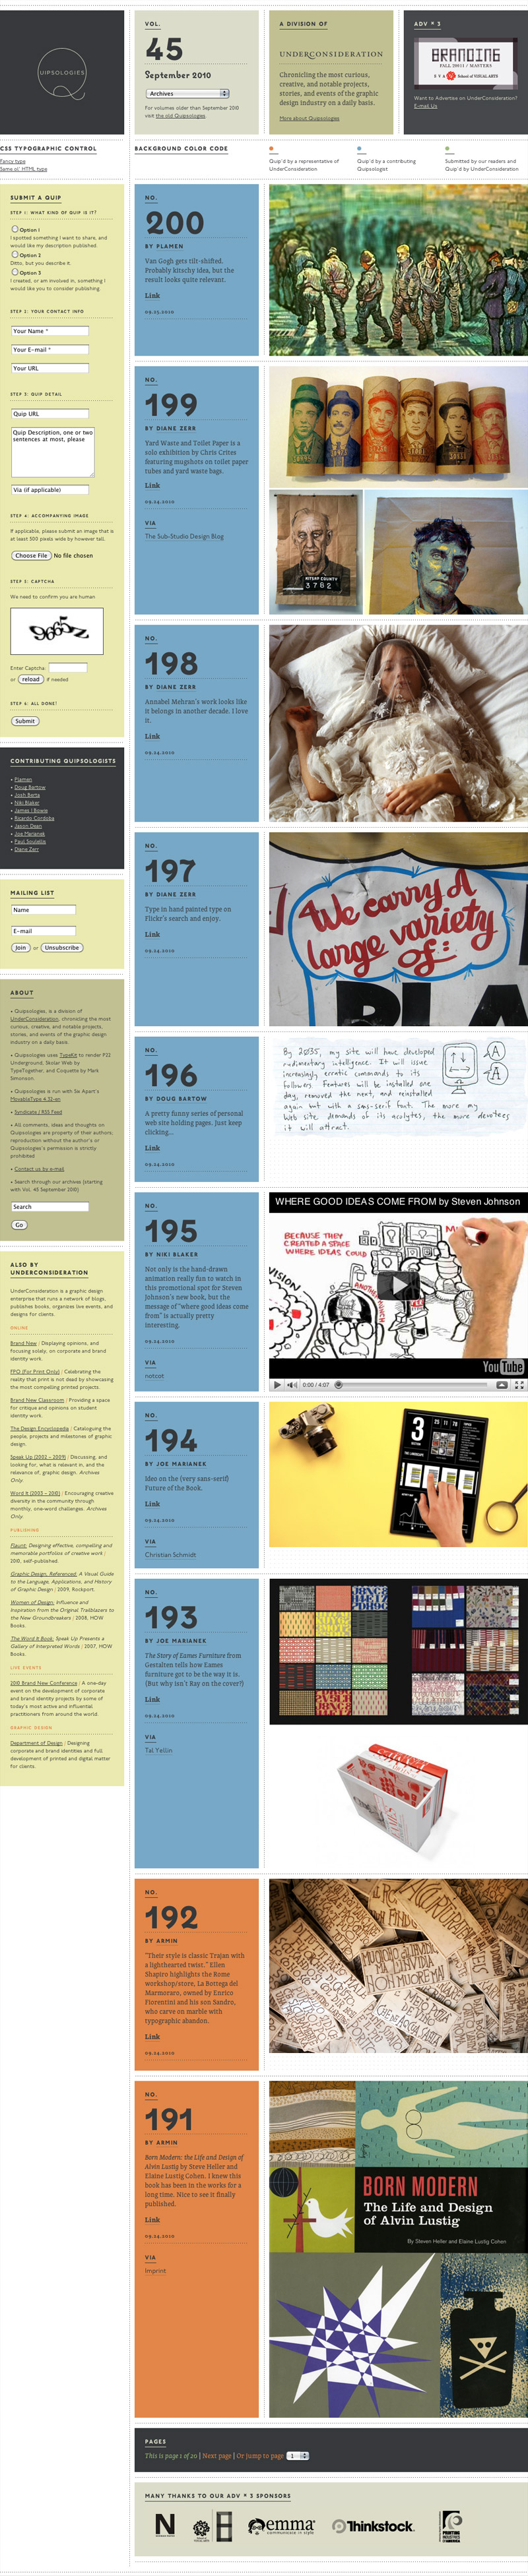 QUIPSOLOGIES
VOL.
45
September 2010
Archives
For volumes older than September 2010
visit the old Quipsologies.
A DIVISION OF
UNDERCONSIDERATION
Chronicling the most curious,
creative, and notable projects,
stories, and events of the graphic
design industry on a daily basis.
More about Quipsologies
ADV * 3
BRANDING
FALL 2011 / MASTERS
SVA School of VISUAL ARTS
Want to Advertise on UnderConsideration?
E-mail Us
CSS TYPOGRAPHIC CONTROL
Fancy type
Same ol' HTML type
BACKGROUND COLOR CODE
Quip'd by a representative of
UnderConsideration
Quip'd by a contributing
Quipsologist
Submitted by our readers and
Quip'd by UnderConsideration
SUBMIT A QUIP
STEP 1: WHAT KIND OF QUIP IS IT?
Option 1
I spotted something I want to share, and
would like my description published.
Option 2
Ditto, but you describe it.
Option 3
I created, or am involved in, something I
would like you to consider publishing.
STEP 2: YOUR CONTACT INFO
Your Name *
Your E-mail *
Your URL
STEP 3: QUIP DETAIL
Quip URL
Quip Description, one or two
sentences at most, please
Via (if applicable)
STEP 4: ACCOMPANYING IMAGE
If applicable, please submit an image that is
at least 500 pixels wide by however tall.
Choose File No file chosen
STEP 5: CAPTCHA
We need to confirm you are human
Enter Captcha:
or reload if needed
STEP 6: ALL DONE!
Submit
CONTRIBUTING QUIPSOLOGISTS
• Plamen
• Doug Bartow
• Josh Berta
• Niki Blaker
• James I Bowie
• Ricardo Cordoba
• Jason Dean
• Joe Marianek
• Paul Soulellis
• Diane Zerr
MAILING LIST
Name
E-mail
Join or Unsubscribe
ABOUT
• Quipsologies, is a division of
UnderConsideration, chronicling the most
curious, creative, and notable projects,
stories, and events of the graphic design
industry on a daily basis.
• Quipsologies uses TypeKit to render P22
Underground, Skolar Web by
TypeTogether, and Coquette by Mark
Simonson.
• Quipsologies is run with Six Apart's
MovableType 4.32-en
• Syndicate / RSS Feed
• All comments, ideas and thoughts on
Quipsologies are property of their authors;
reproduction without the author's or
Quipsologies's permission is strictly
prohibited
• Contact us by e-mail
• Search through our archives (starting
with Vol. 45 September 2010)
Search
Go
ALSO BY
UNDERCONSIDERATION
UnderConsideration is a graphic design
enterprise that runs a network of blogs,
publishes books, organizes live events, and
designs for clients.
ONLINE
Brand New / Displaying opinions, and
focusing solely, on corporate and brand
identity work.
FPO (For Print Only) / Celebrating the
reality that print is not dead by showcasing
the most compelling printed projects.
Brand New Classroom / Providing a space
for critique and opinions on student
identity work.
The Design Encyclopedia / Cataloguing the
people, projects and milestones of graphic
design.
Speak Up (2002 – 2009) / Discussing, and
looking for, what is relevant in, and the
relevance of, graphic design. Archives
Only.
Word It (2003 – 2010) / Encouraging creative
diversity in the community through
monthly, one-word challenges. Archives
Only.
PUBLISHING
Flaunt: Designing effective, compelling and
memorable portfolios of creative work /
2010, self-published.
Graphic Design, Referenced: A Visual Guide
to the Language, Applications, and History
of Graphic Design / 2009, Rockport.
Women of Design: Influence and
Inspiration from the Original Trailblazers to
the New Groundbreakers / 2008, HOW
Books.
The Word It Book: Speak Up Presents a
Gallery of Interpreted Words / 2007, HOW
Books.
LIVE EVENTS
2010 Brand New Conference / A one-day
event on the development of corporate
and brand identity projects by some of
today's most active and influential
practitioners from around the world.
GRAPHIC DESIGN
Department of Design / Designing
corporate and brand identities and full
development of printed and digital matter
for clients.
NO.
200
BY PLAMEN
Van Gogh gets tilt-shifted.
Probably kitschy idea, but the
result looks quite relevant.
Link
09.25.2010
NO.
199
BY DIANE ZERR
Yard Waste and Toilet Paper is a
solo exhibition by Chris Crites
featuring mugshots on toilet paper
tubes and yard waste bags.
Link
09.24.2010
VIA
The Sub-Studio Design Blog
KITSAP COUNTY
3782
NO.
198
BY DIANE ZERR
Annabel Mehran's work looks like
it belongs in another decade. I love
it.
Link
09.24.2010
NO.
197
BY DIANE ZERR
Type in hand painted type on
Flickr's search and enjoy.
Link
09.24.2010
We carry A
large variety
of:
NO.
196
BY DOUG BARTOW
A pretty funny series of personal
web site holding pages. Just keep
clicking...
Link
09.24.2010
By 2035, my site will have developed
rudimentary intelligence. It will issue
increasingly erratic commands to its
followers. Features will be installed one
day, removed the next, and reinstalled
again but with a sans-serif font. The more my
web site demands of its acolytes, the more devotees
it will attract.
NO.
195
BY NIKI BLAKER
Not only is the hand-drawn
animation really fun to watch in
this promotional spot for Steven
Johnson's new book, but the
message of "where good ideas come
from" is actually pretty
interesting.
09.24.2010
VIA
notcot
WHERE GOOD IDEAS COME FROM by Steven Johnson
BECAUSE THEY
CREATED A
SPACE WHERE
IDEAS COULD
YouTube
0:00 / 4:07
NO.
194
BY JOE MARIANEK
Ideo on the (very sans-serif)
Future of the Book.
Link
09.24.2010
VIA
Christian Schmidt
3
NO.
193
BY JOE MARIANEK
The Story of Eames Furniture from
Gestalten tells how Eames
furniture got to be the way it is.
(But why isn't Ray on the cover?)
Link
09.24.2010
VIA
Tal Yellin
NO.
192
BY ARMIN
"Their style is classic Trajan with
a lighthearted twist." Ellen
Shapiro highlights the Rome
workshop/store, La Bottega del
Marmoraro, owned by Enrico
Fiorentini and his son Sandro,
who carve on marble with
typographic abandon.
Link
09.24.2010
NO.
191
BY ARMIN
Born Modern: the Life and Design of
Alvin Lustig by Steve Heller and
Elaine Lustig Cohen. I knew this
book has been in the works for a
long time. Nice to see it finally
published.
Link
09.24.2010
VIA
Imprint
BORN MODERN
The Life and Design
of Alvin Lustig
By Steven Heller and Elaine Lustig Cohen
PAGES
This is page 1 of 20 | Next page | Or jump to page 1
MANY THANKS TO OUR ADV * 3 SPONSORS
N
emma
communicate in style
Thinkstock